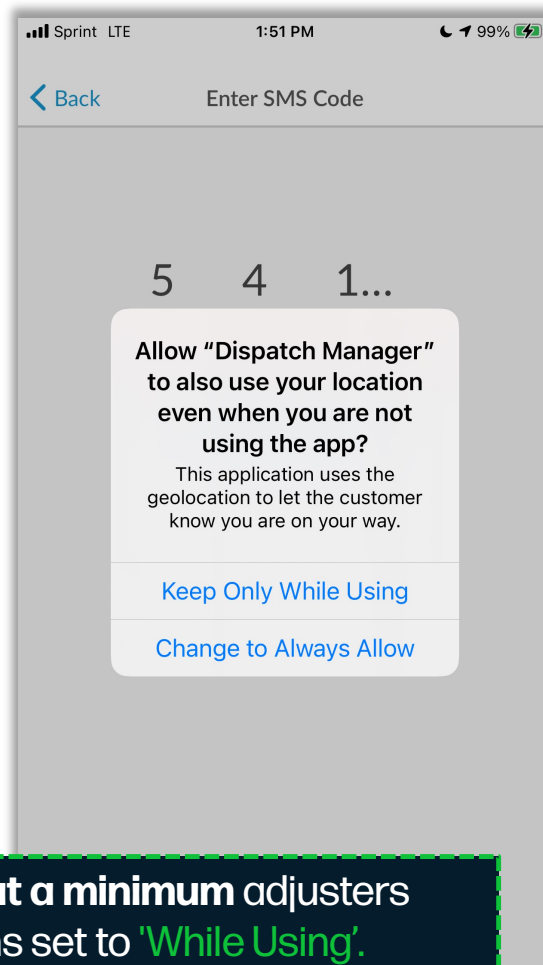 Sprint LTE 1:51 PM 99%
Back Enter SMS Code
5 4 1...
Allow “Dispatch Manager”
to also use your location
even when you are not
using the app?
This application uses the
geolocation to let the customer
know you are on your way.
Keep Only While Using
Change to Always Allow
at a minimum adjusters
set to 'While Using'.